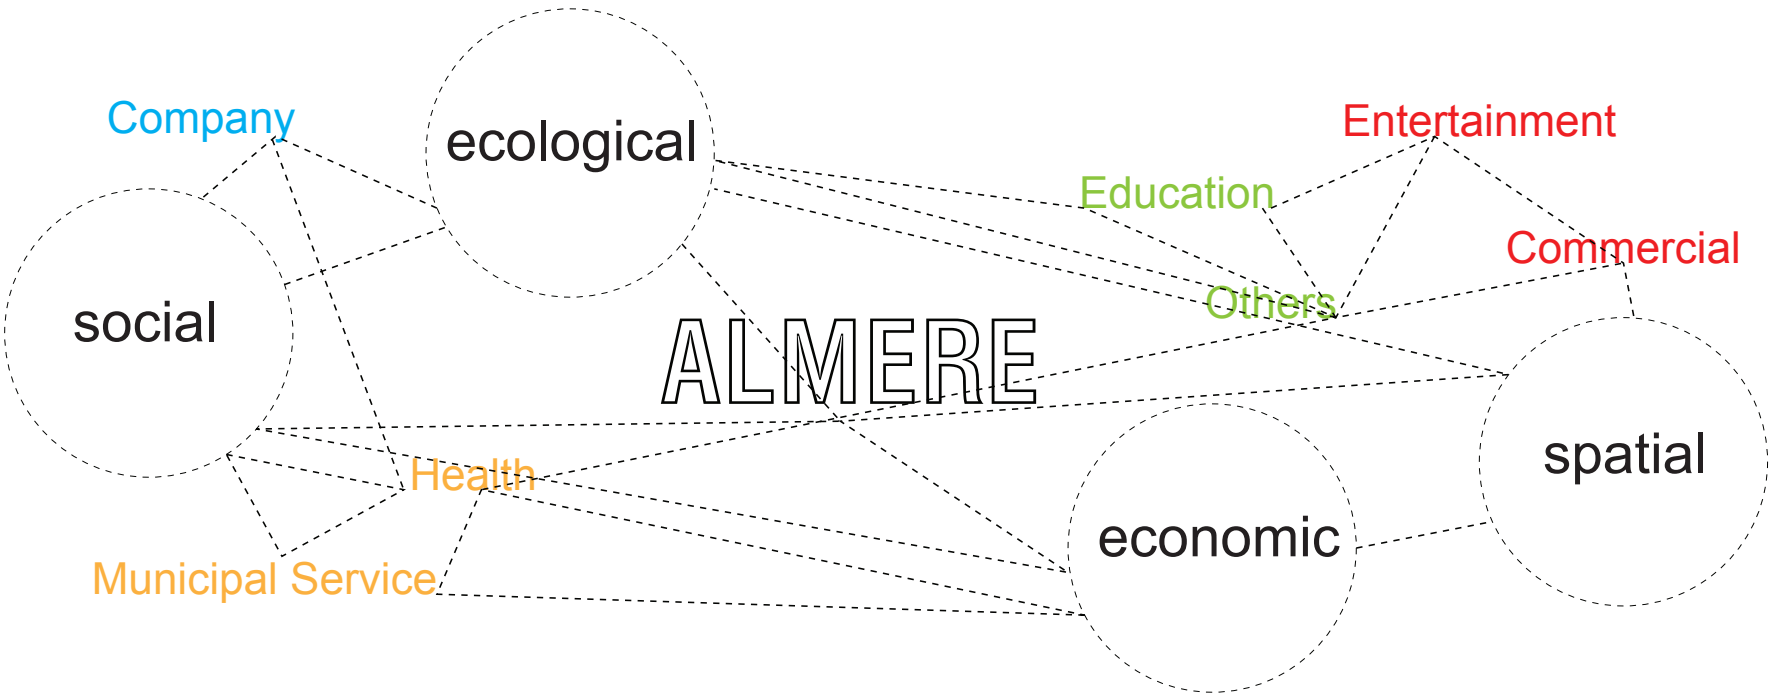 Company
ecological
Entertainment
Education
Commercial
Others
social
ALMERE
spatial
Health
economic
Municipal Service